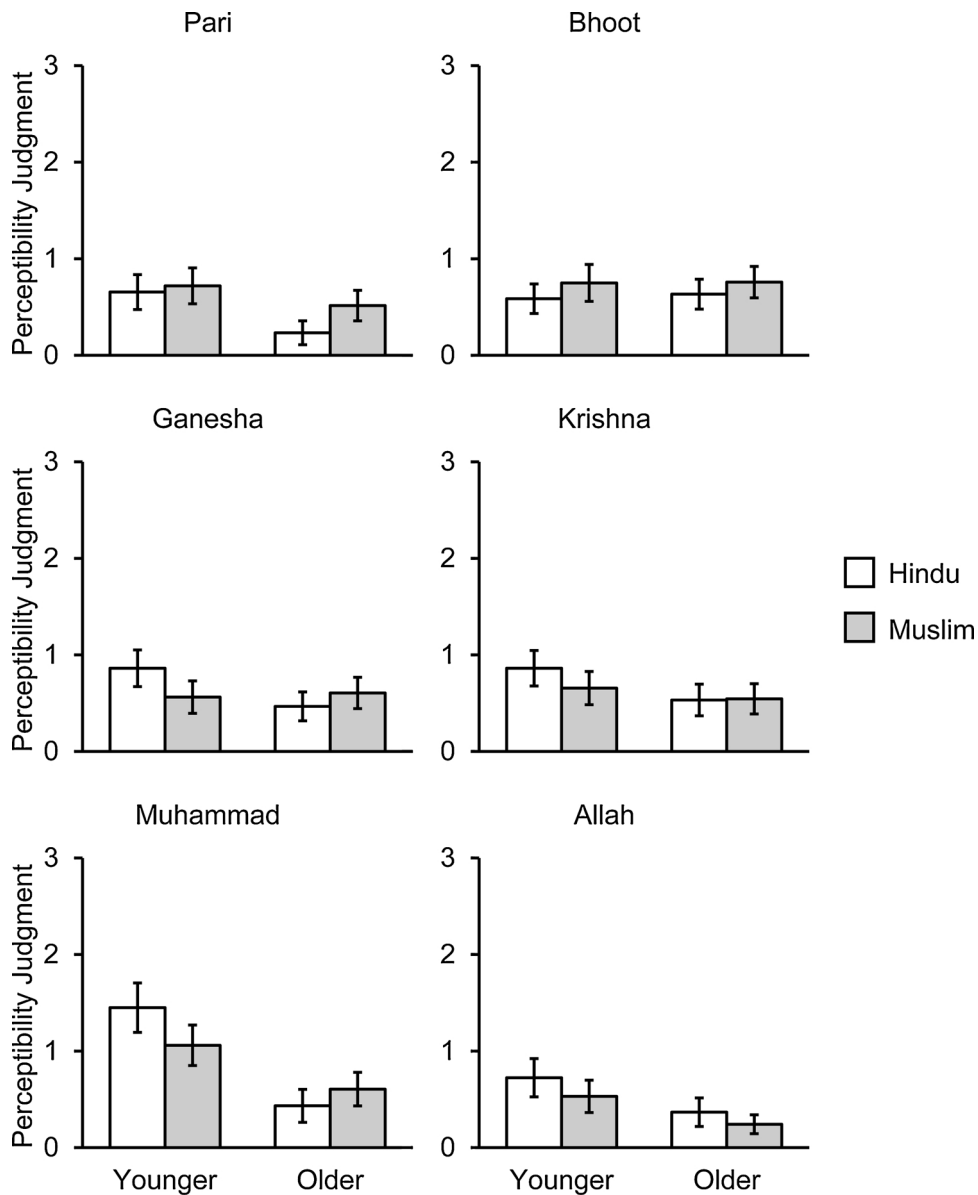 Pari
Bhoot
Perceptibility Judgment
3
2
1
0
3
2
1
0
Ganesha
Krishna
Perceptibility Judgment
3
2
1
0
3
2
1
0
Hindu
Muslim
Muhammad
Allah
Perceptibility Judgment
3
2
1
0
3
2
1
0
Younger
Older
Younger
Older